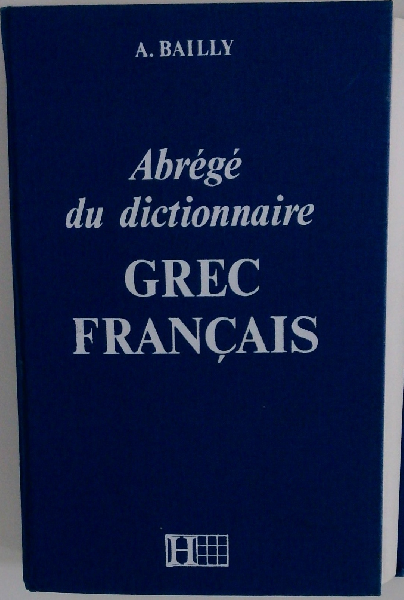 A. BAILLY
Abrégé
du dictionnaire
GREC
FRANÇAIS
H